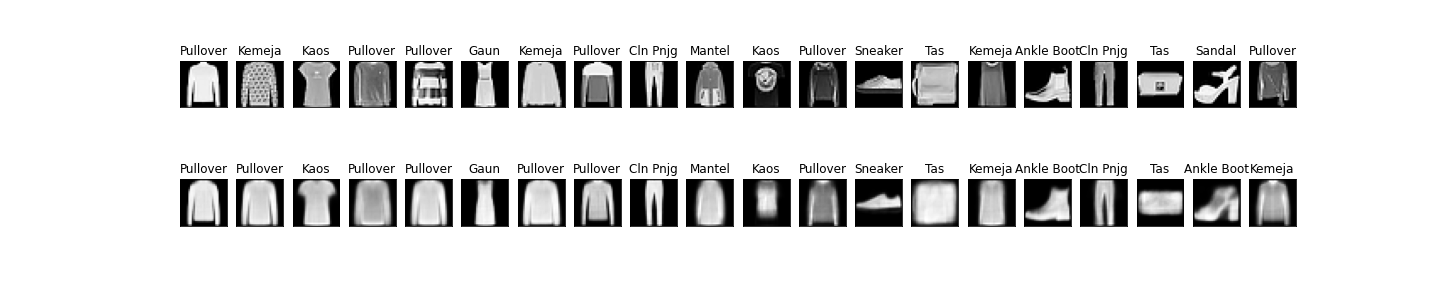 Pullover Kemeja Kaos Pullover Pullover Gaun Kemeja Pullover Cln Pnjg Mantel Kaos Pullover Sneaker Tas Kemeja Ankle Boot Cln Pnjg Tas Sandal Pullover
Pullover Pullover Kaos Pullover Pullover Gaun Pullover Pullover Cln Pnjg Mantel Kaos Pullover Sneaker Tas Kemeja Ankle Boot Cln Pnjg Tas Ankle Boot Kemeja